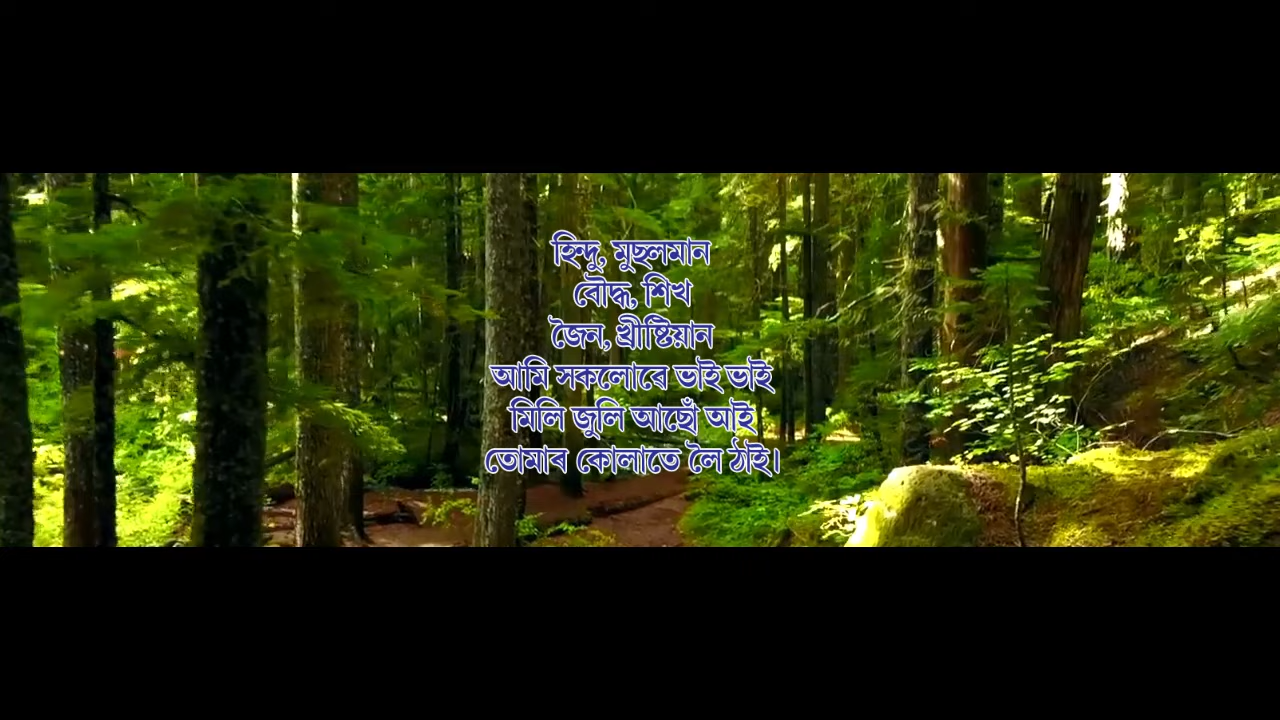 হিন্দু, মুছলমান
বৌদ্ধ, শিখ
জৈন, খ্ৰীষ্টিয়ান
আমি সকলোৱে ভাই ভাই
মিলি জুলি আছোঁ আই
তোমাৰ কোলাতে লৈ ঠাই।